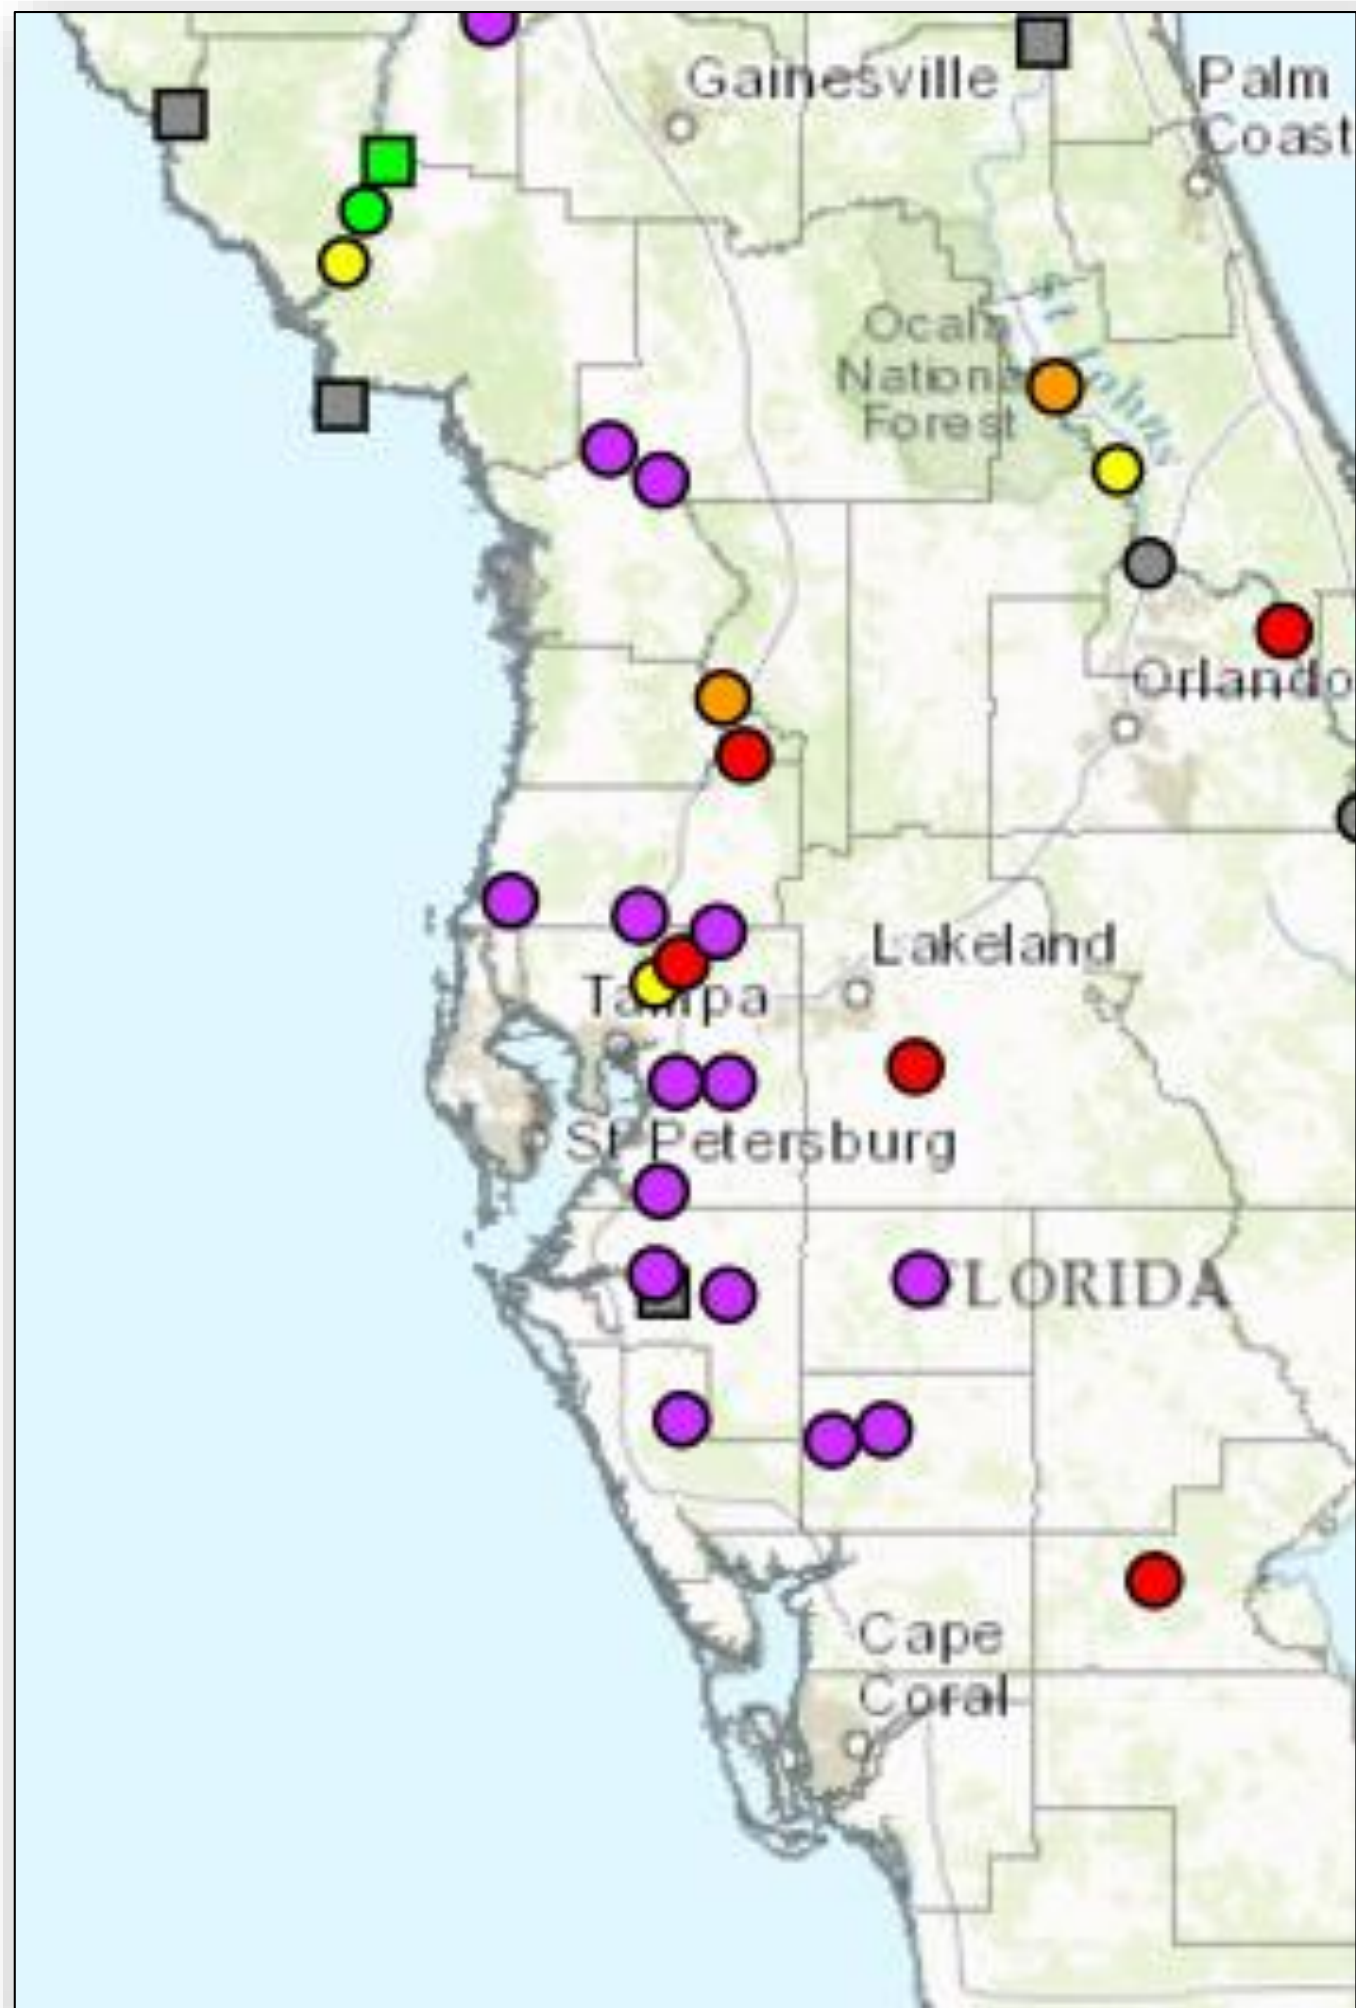 Gainesville
Palm
Coast
Ocala
National
Forest
St Johns
Orlando
Lakeland
Tampa
St Petersburg
FLORIDA
Cape
Coral